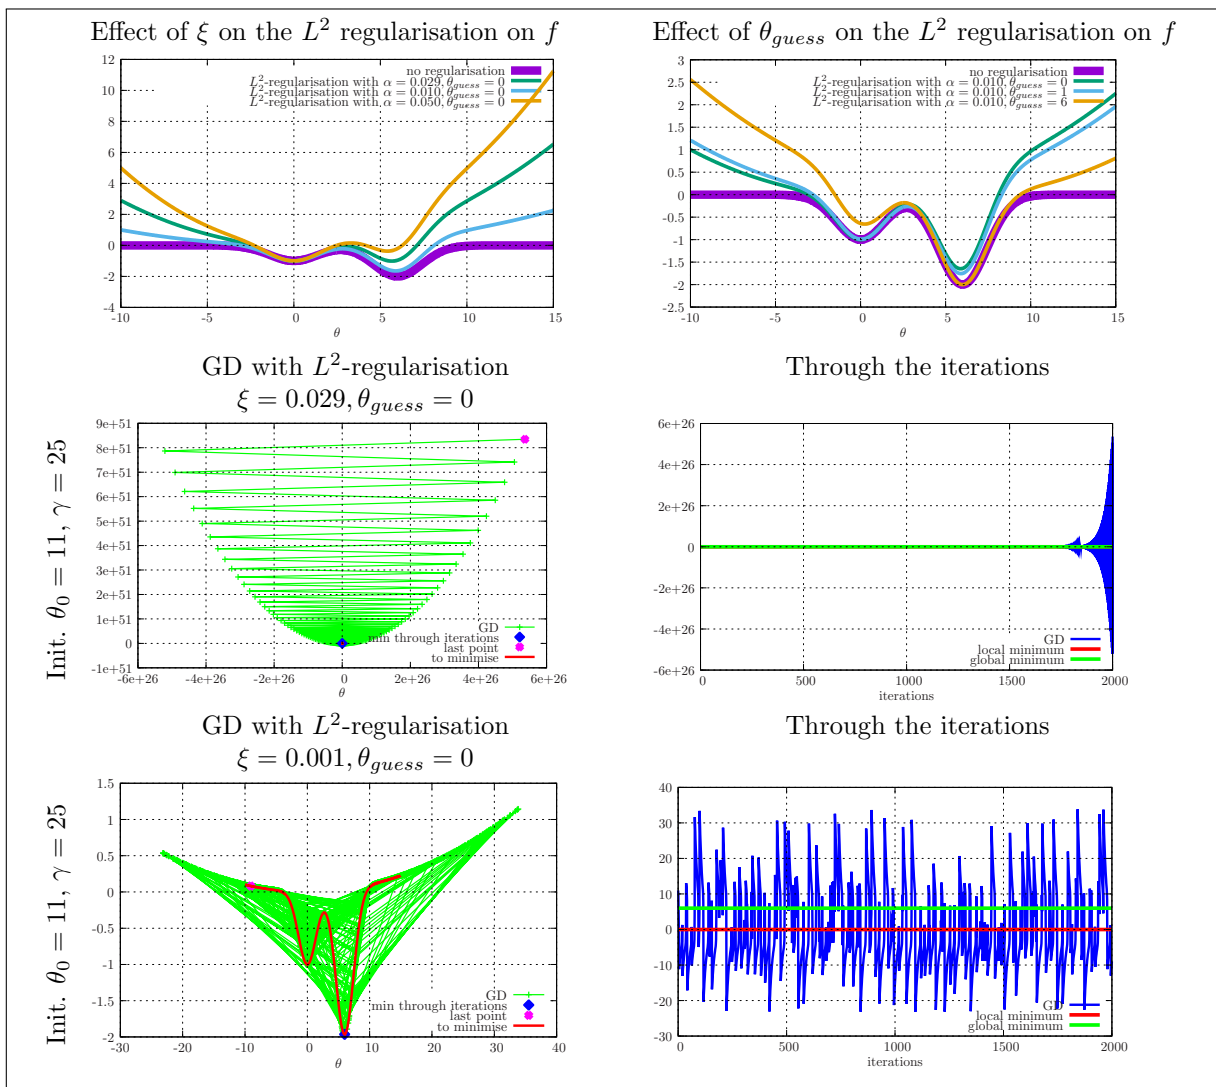 Effect of ξ on the L² regularisation on f
no regularisation
L²-regularisation with α = 0.029, θguess = 0
L²-regularisation with α = 0.010, θguess = 0
L²-regularisation with α = 0.050, θguess = 0
12
10
8
6
4
2
0
-2
-4
-10 -5 0 5 10 15
θ
Effect of θguess on the L² regularisation on f
no regularisation
L²-regularisation with α = 0.010, θguess = 0
L²-regularisation with α = 0.010, θguess = 1
L²-regularisation with α = 0.010, θguess = 6
3
2.5
2
1.5
1
0.5
0
-0.5
-1
-1.5
-2
-2.5
-10 -5 0 5 10 15
θ
Init. θ0 = 11, γ = 25
GD with L²-regularisation
ξ = 0.029, θguess = 0
9e+51
8e+51
7e+51
6e+51
5e+51
4e+51
3e+51
2e+51
1e+51
0
-1e+51
GD
min through iterations
last point
to minimise
-6e+26 -4e+26 -2e+26 0 2e+26 4e+26 6e+26
θ
Through the iterations
6e+26
4e+26
2e+26
0
-2e+26
-4e+26
-6e+26
GD
local minimum
global minimum
0 500 1000 1500 2000
iterations
Init. θ0 = 11, γ = 25
GD with L²-regularisation
ξ = 0.001, θguess = 0
1.5
1
0.5
0
-0.5
-1
-1.5
-2
GD
min through iterations
last point
to minimise
-30 -20 -10 0 10 20 30 40
θ
Through the iterations
40
30
20
10
0
-10
-20
-30
GD
local minimum
global minimum
0 500 1000 1500 2000
iterations